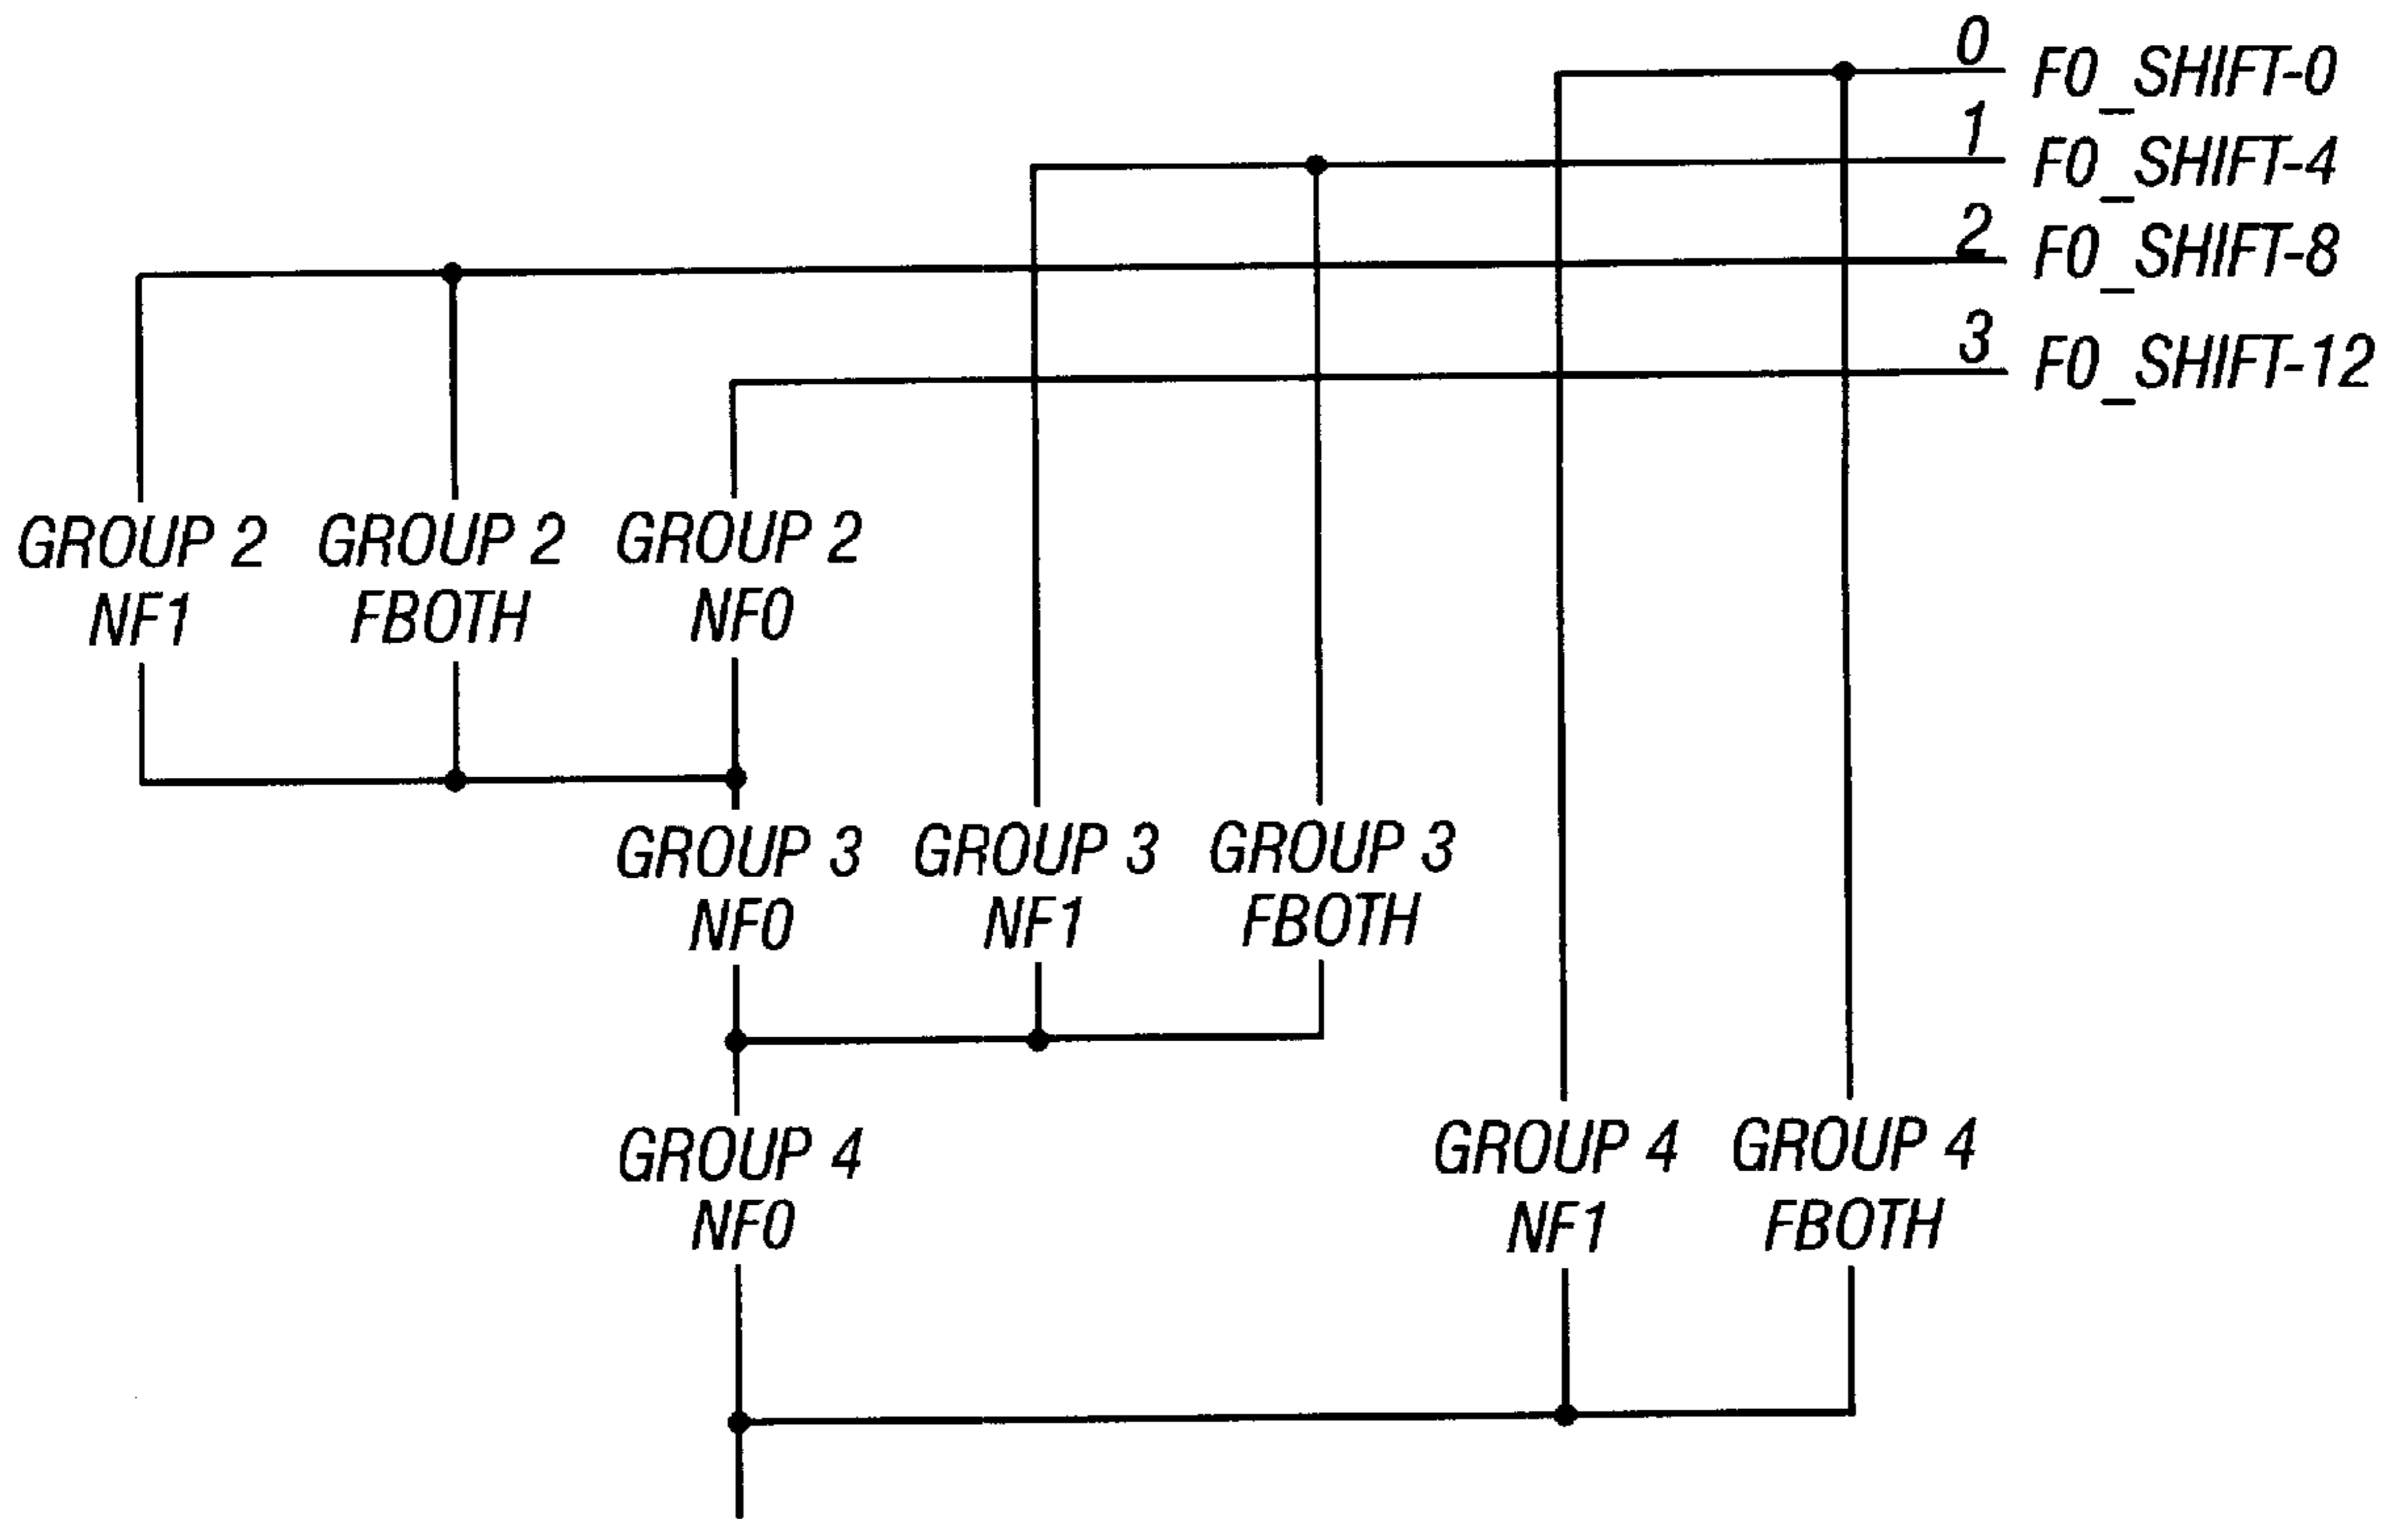 0 F0_SHIFT-0
1 F0_SHIFT-4
2 F0_SHIFT-8
3 F0_SHIFT-12
GROUP 2 GROUP 2 GROUP 2
NF1 FBOTH NF0
GROUP 3 GROUP 3 GROUP 3
NF0 NF1 FBOTH
GROUP 4 GROUP 4 GROUP 4
NF0 NF1 FBOTH